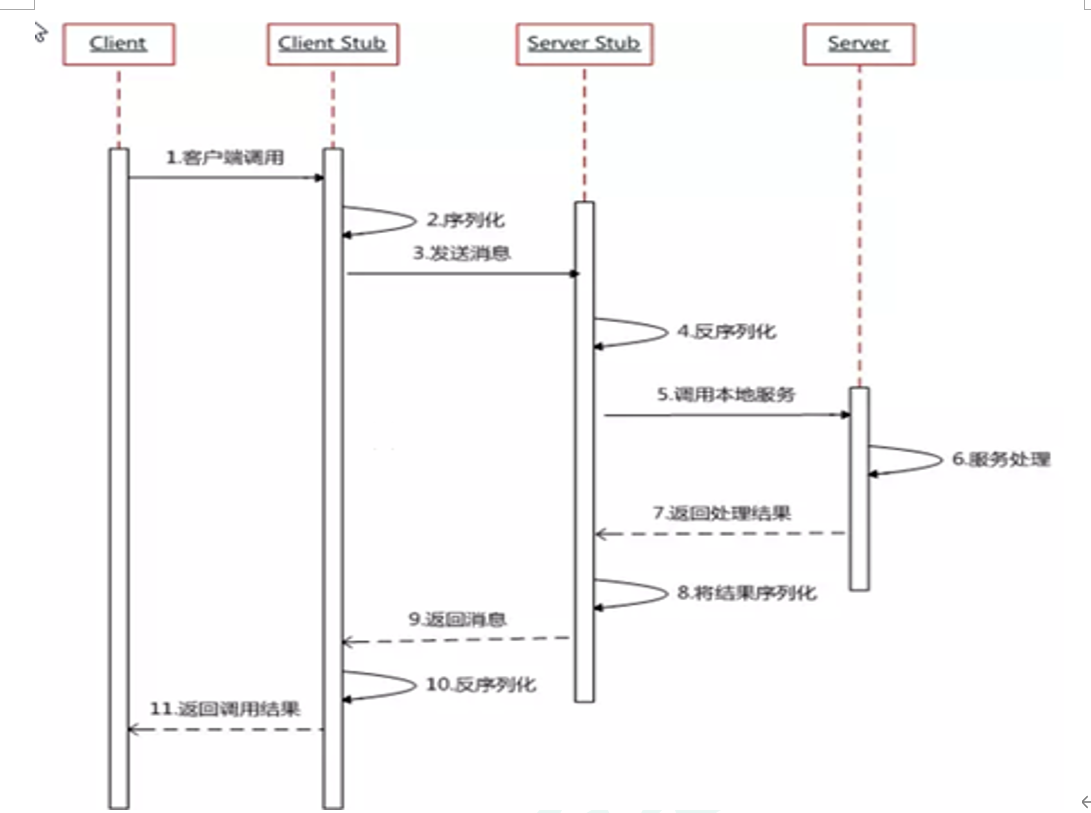 Client
Client Stub
Server Stub
Server
1.客户端调用
2.序列化
3.发送消息
4.反序列化
5.调用本地服务
6.服务处理
7.返回处理结果
8.将结果序列化
9.返回消息
10.反序列化
11.返回调用结果